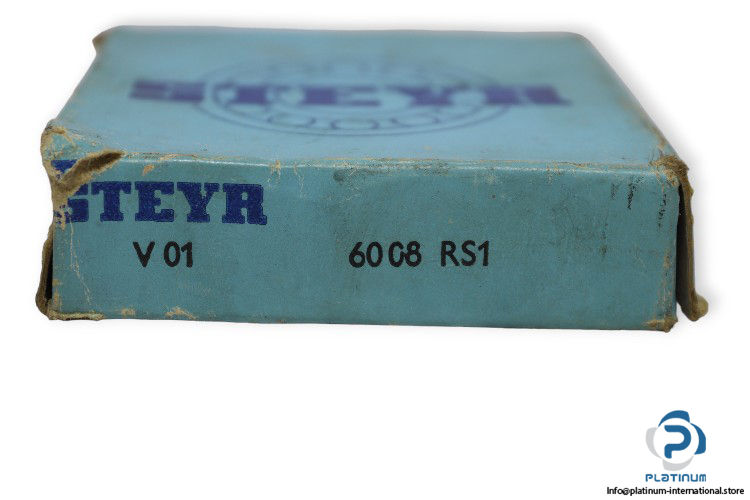 STEYR
STEYR
V 01 6008 RS1
PLATINUM
Info@platinum-international.store